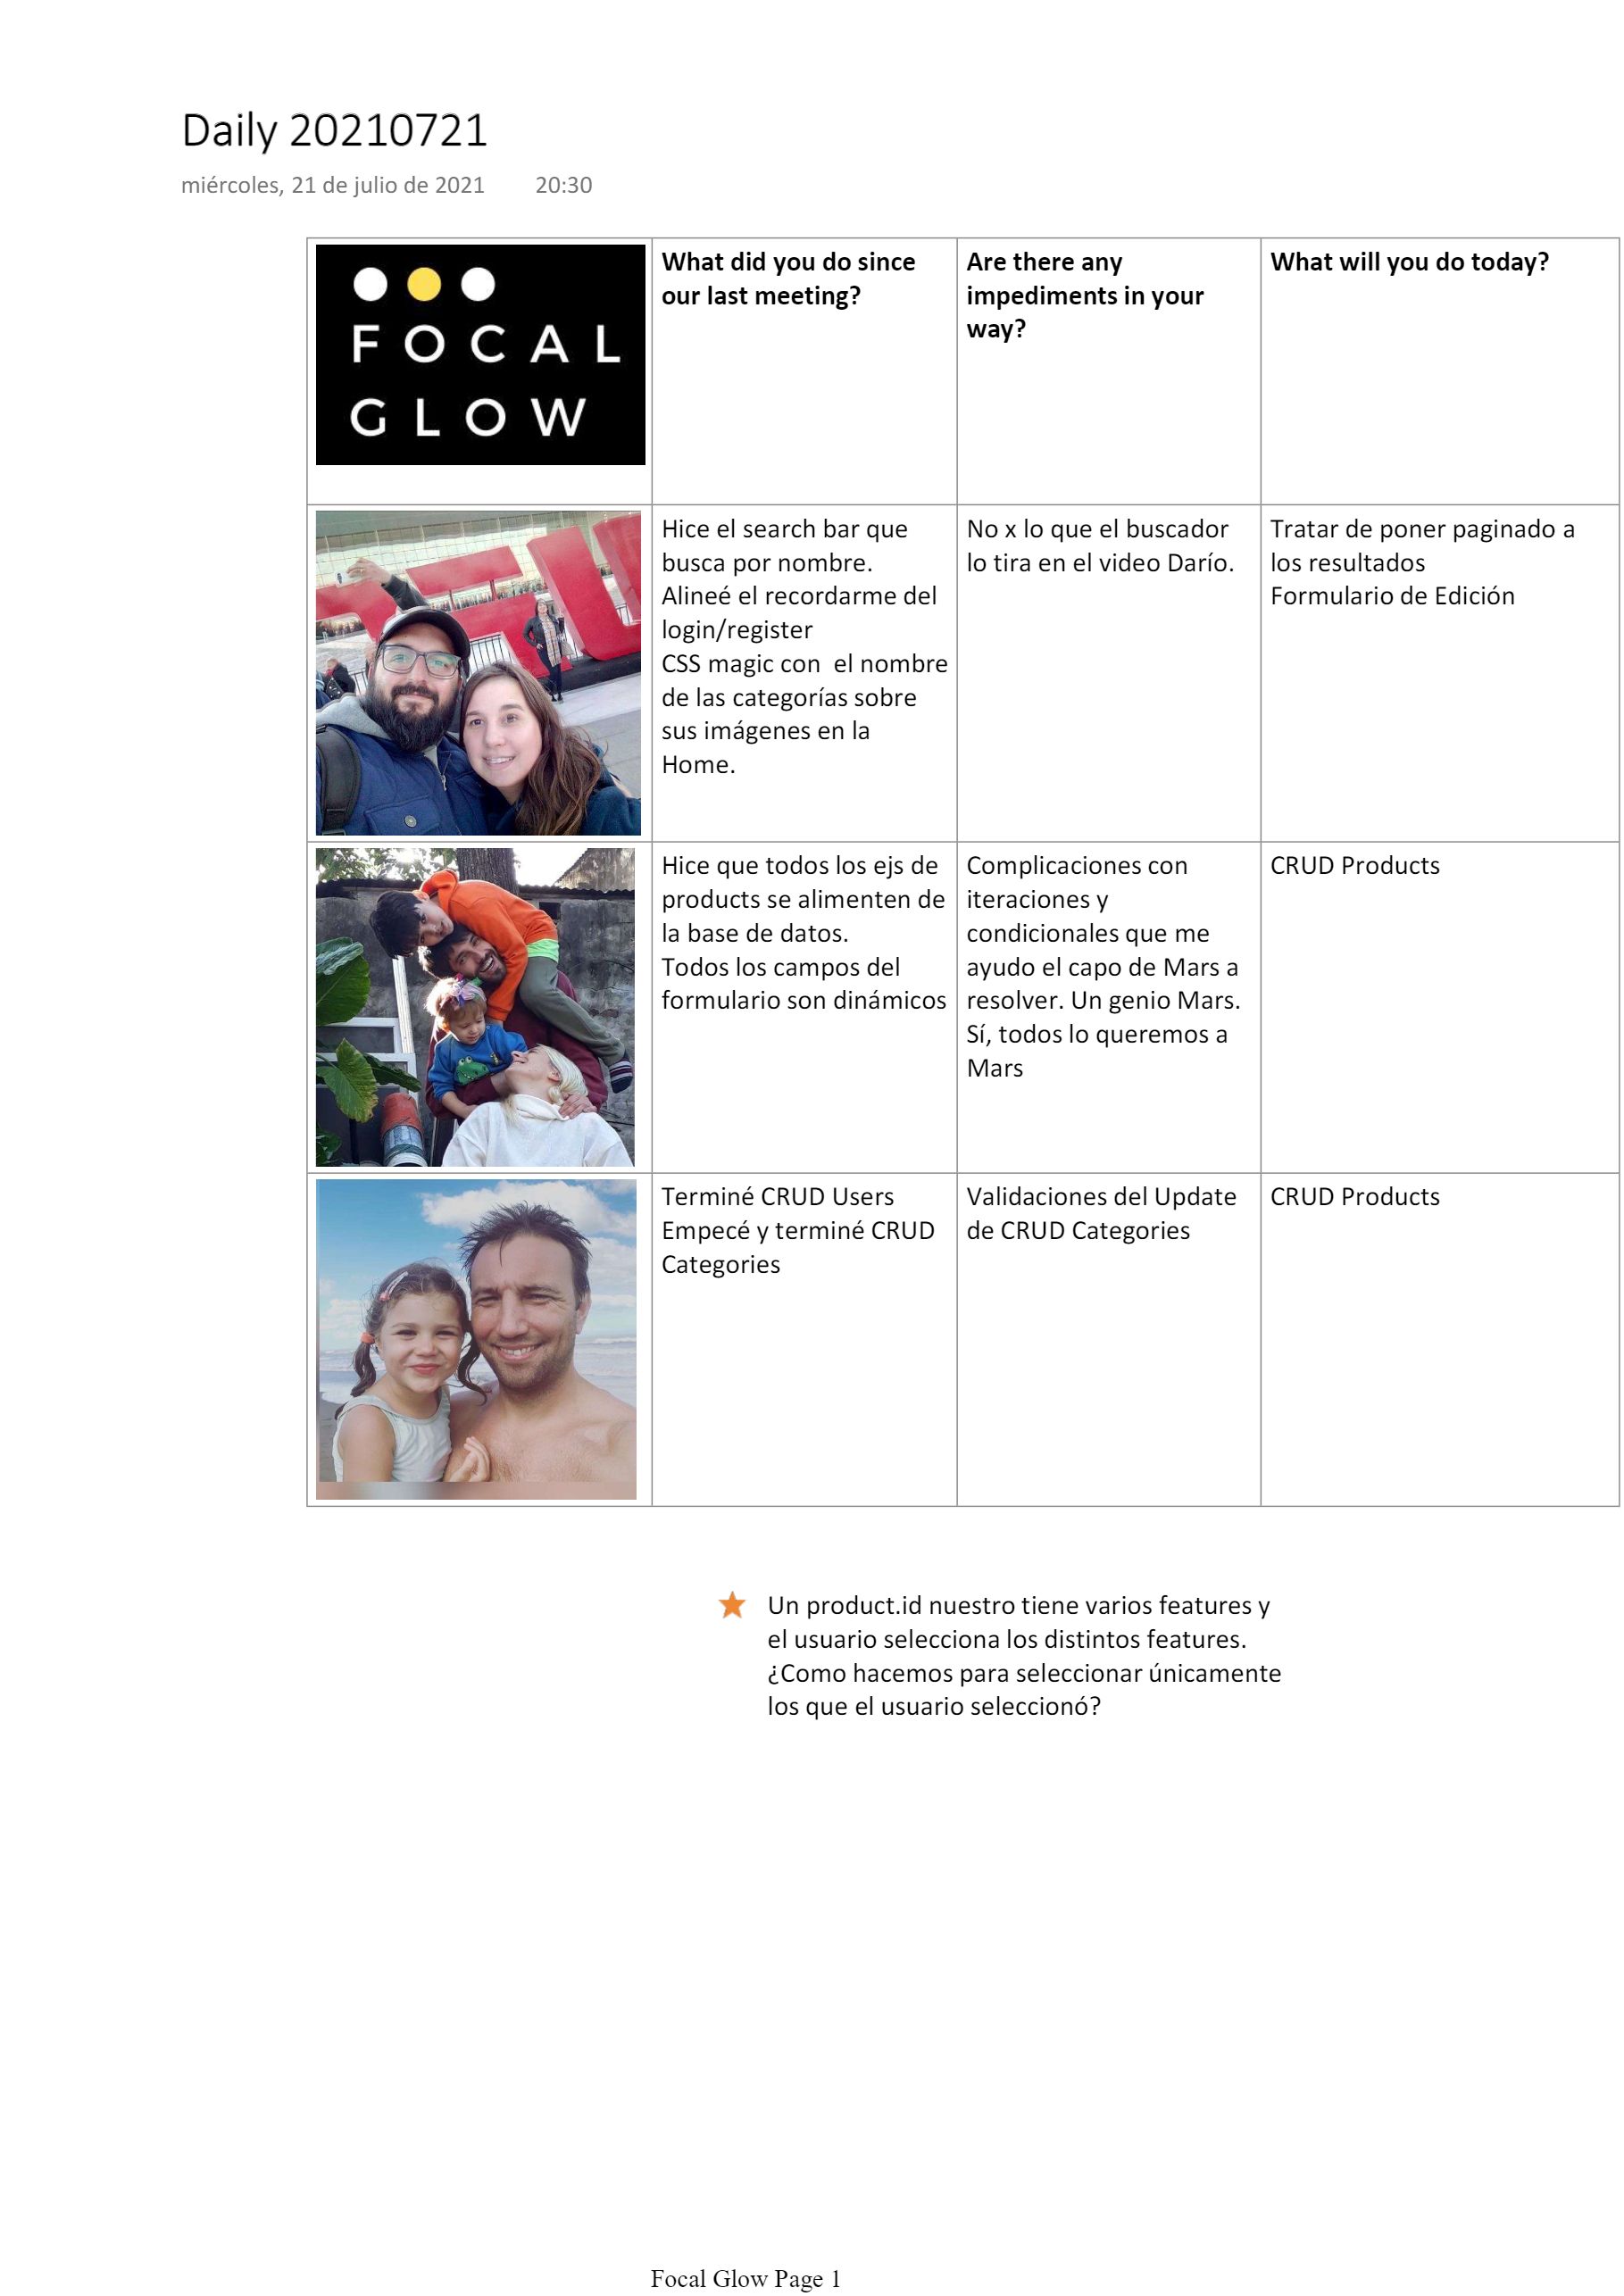 Daily 20210721
miércoles, 21 de julio de 2021 20:30
FOCAL
GLOW
What did you do since
our last meeting?
Are there any
impediments in your
way?
What will you do today?
Hice el search bar que
busca por nombre.
Alineé el recordarme del
login/register
CSS magic con  el nombre
de las categorías sobre
sus imágenes en la
Home.
No x lo que el buscador
lo tira en el video Darío.
Tratar de poner paginado a
los resultados
Formulario de Edición
Hice que todos los ejs de
products se alimenten de
la base de datos.
Todos los campos del
formulario son dinámicos
Complicaciones con
iteraciones y
condicionales que me
ayudo el capo de Mars a
resolver. Un genio Mars.
Sí, todos lo queremos a
Mars
CRUD Products
Terminé CRUD Users
Empecé y terminé CRUD
Categories
Validaciones del Update
de CRUD Categories
CRUD Products
Un product.id nuestro tiene varios features y
el usuario selecciona los distintos features.
¿Como hacemos para seleccionar únicamente
los que el usuario seleccionó?
Focal Glow Page 1